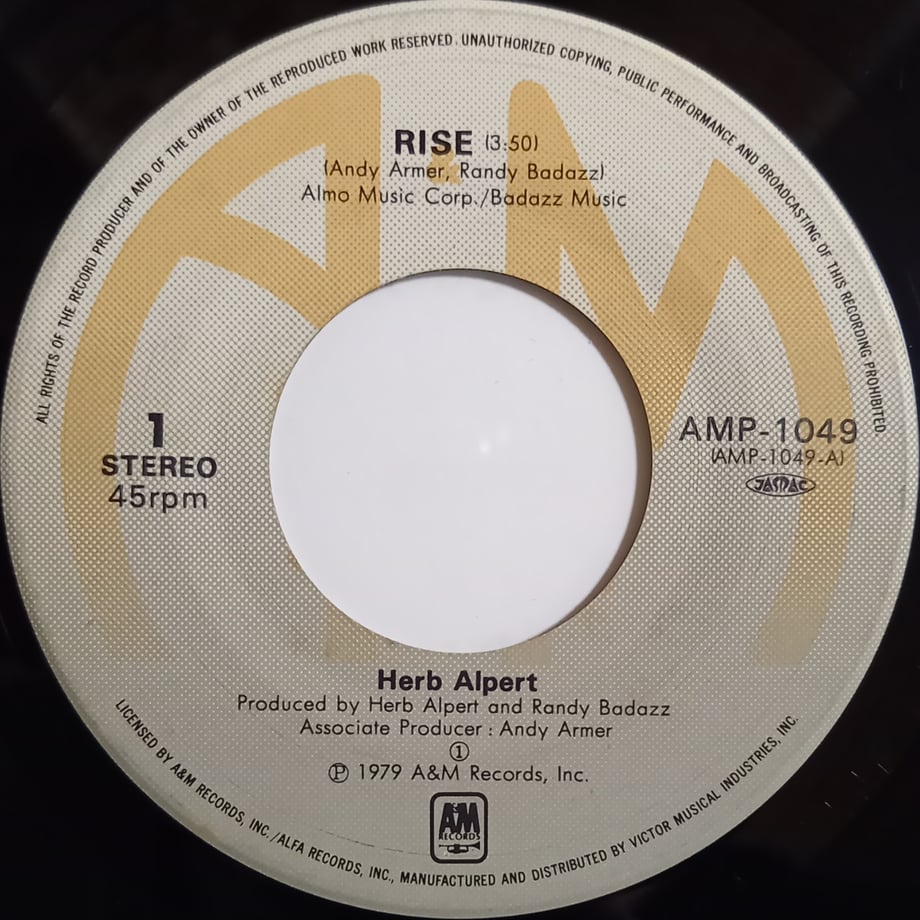 ALL RIGHTS OF THE RECORD PRODUCER AND OF THE OWNER OF THE REPRODUCED WORK RESERVED. UNAUTHORIZED COPYING, PUBLIC PERFORMANCE AND BROADCASTING OF THIS RECORDING PROHIBITED
A&M
RISE (3:50)
(Andy Armer, Randy Badazz)
Almo Music Corp./Badazz Music
1
STEREO
45rpm
AMP-1049
(AMP-1049-A)
JASRAC
Herb Alpert
Produced by Herb Alpert and Randy Badazz
Associate Producer : Andy Armer
①
Ⓟ 1979 A&M Records, Inc.
A&M
RECORDS
LICENSED BY A&M RECORDS, INC./ALFA RECORDS, INC., MANUFACTURED AND DISTRIBUTED BY VICTOR MUSICAL INDUSTRIES, INC.